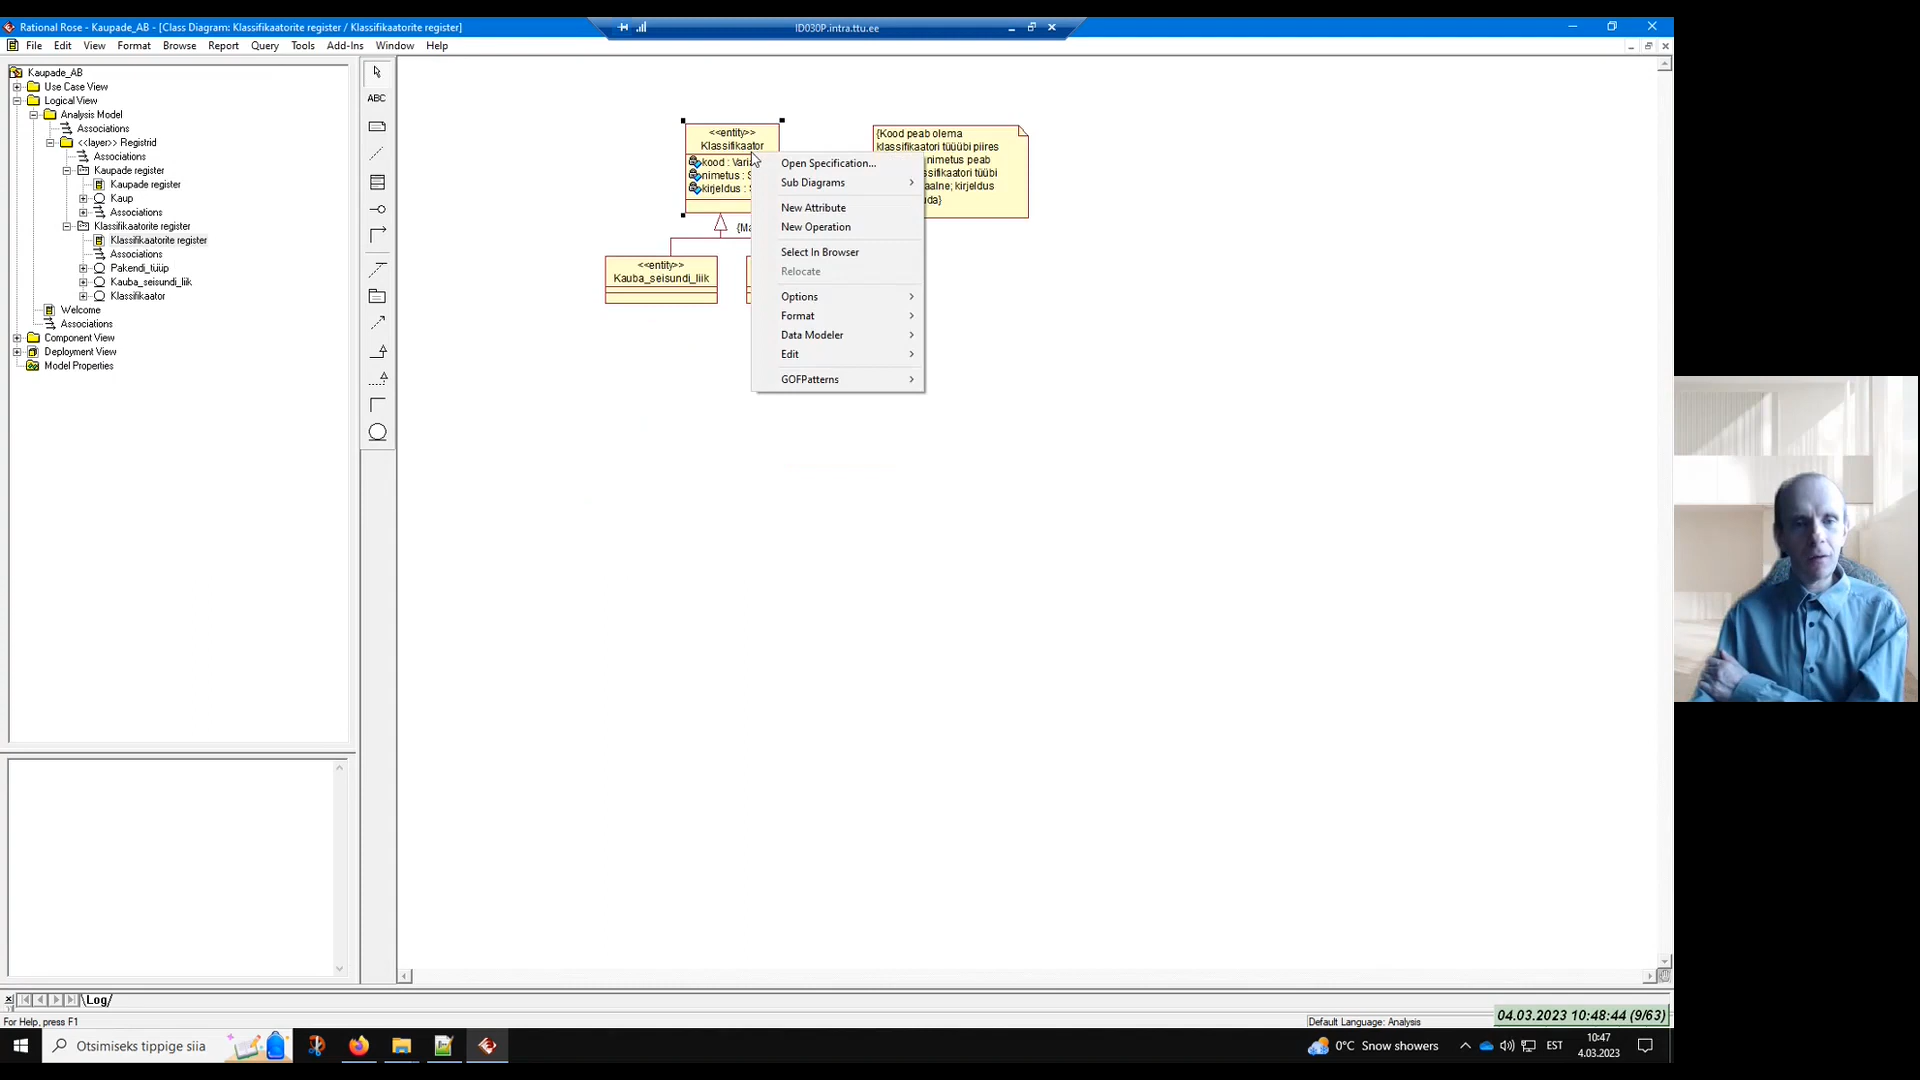 Rational Rose - Kaupade_AB - [Class Diagram: Klassifikaatorite register / Klassifikaatorite register]
ID030P.intra.ttu.ee
File Edit View Format Browse Report Query Tools Add-Ins Window Help
Kaupade_AB
Use Case View
Logical View
Analysis Model
Associations
<<layer>> Registrid
Associations
Kaupade register
Kaupade register
Kaup
Associations
Klassifikaatorite register
Klassifikaatorite register
Associations
Pakendi_tüüp
Kauba_seisundi_liik
Klassifikaator
Welcome
Associations
Component View
Deployment View
Model Properties
ABC
<<entity>>
Klassifikaator
kood :
nimetus :
kirjeldus :
<<entity>>
Kauba_seisundi_liik
{Kood peab olema
klassifikaatori tüüübi piires
nimetus peab
tüübi
kirjeldus
Open Specification...
Sub Diagrams
New Attribute
New Operation
Select In Browser
Relocate
Options
Format
Data Modeler
Edit
GOFPatterns
Log
For Help, press F1
Default Language: Analysis
04.03.2023 10:48:44 (9/63)
Otsimiseks tippige siia
0°C Snow showers
EST
10:47
4.03.2023